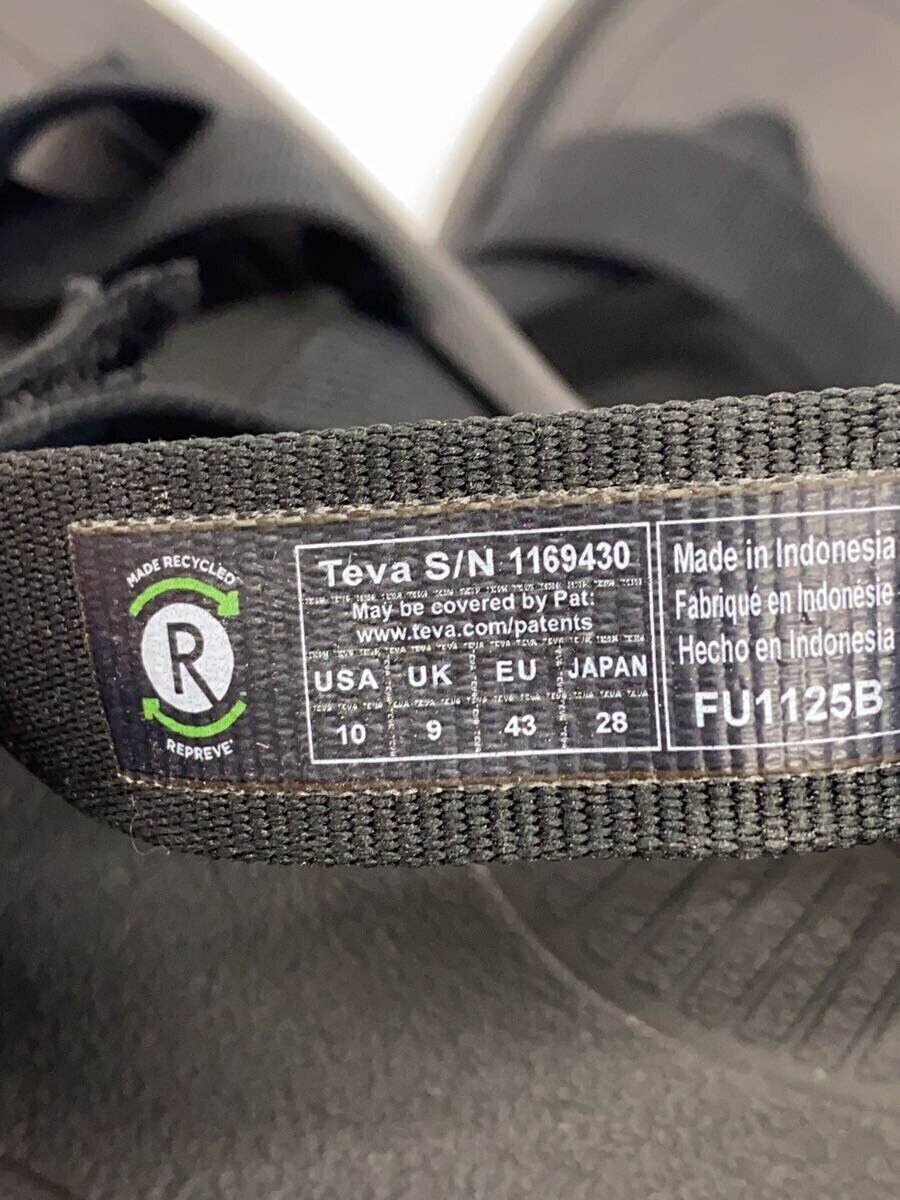 MADE RECYCLED™
R
REPREVE®
Teva S/N 1169430
May be covered by Pat:
www.teva.com/patents
USA UK EU JAPAN
10 9 43 28
Made in Indonesia
Fabriqué en Indonésie
Hecho en Indonesia
FU1125B